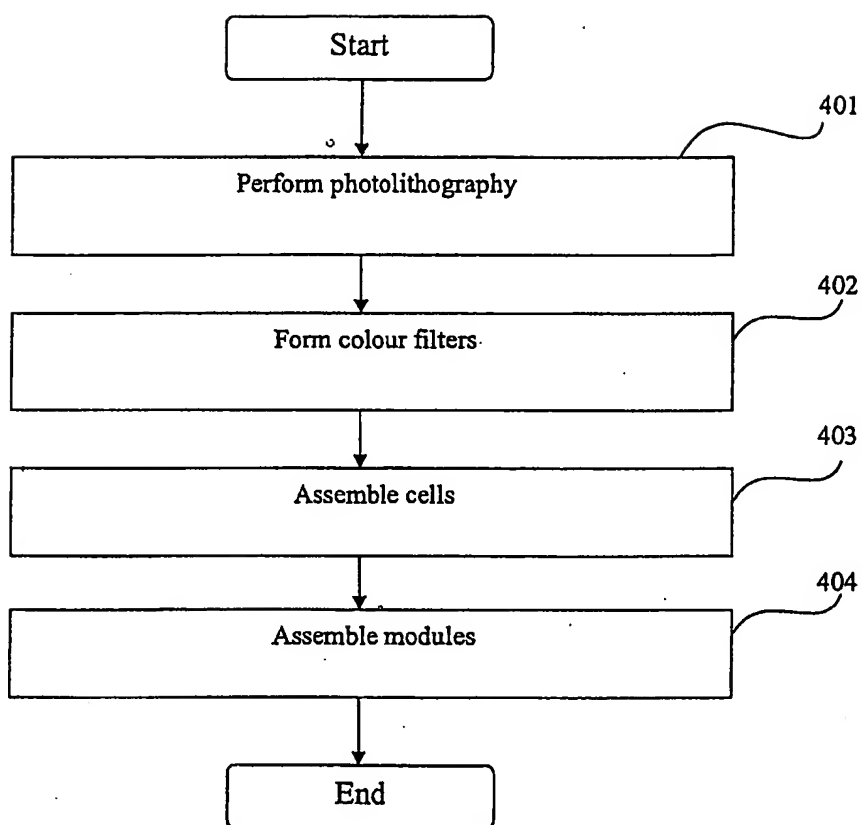 Start
401
Perform photolithography
402
Form colour filters
403
Assemble cells
404
Assemble modules
End